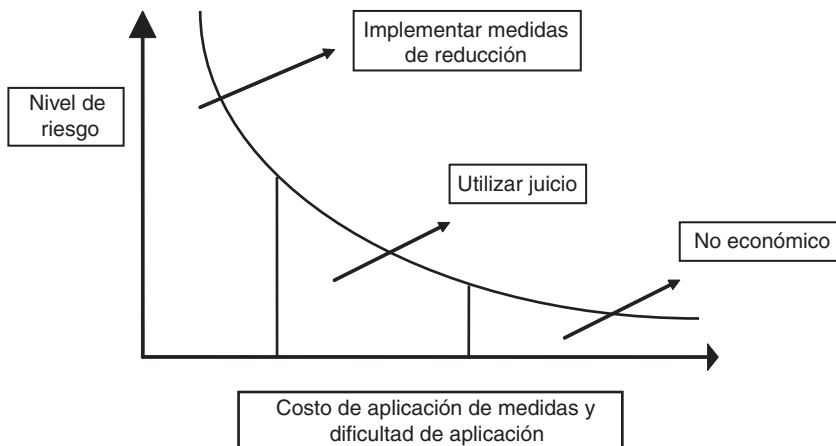 Implementar medidas
de reducción
Nivel de
riesgo
Utilizar juicio
No económico
Costo de aplicación de medidas y
dificultad de aplicación